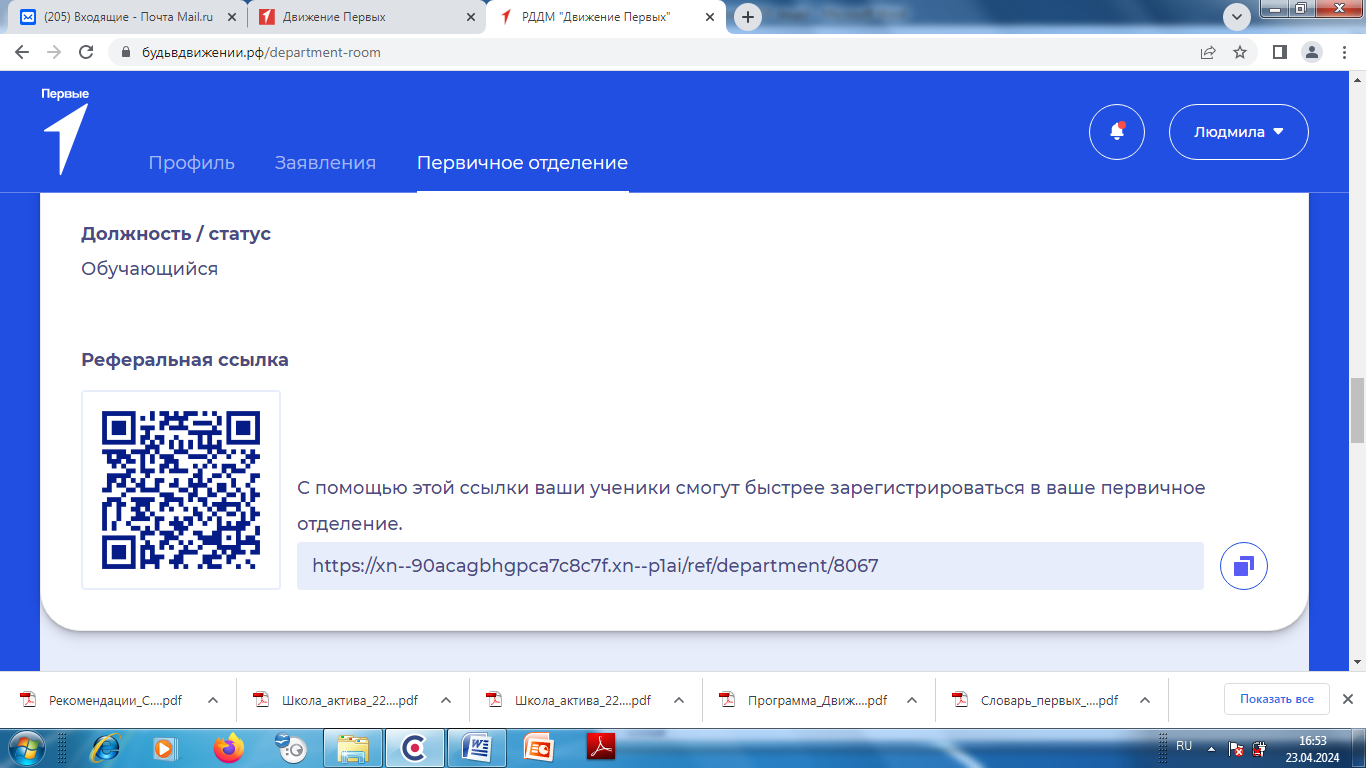 (205) Входящие - Почта Mail.ru
Движение Первых
РДДМ "Движение Первых"
будьвдвижении.рф/department-room
Первые
Профиль
Заявления
Первичное отделение
Людмила
Должность / статус
Обучающийся
Реферальная ссылка
С помощью этой ссылки ваши ученики смогут быстрее зарегистрироваться в ваше первичное
отделение.
https://xn--90acagbhgpca7c8c7f.xn--p1ai/ref/department/8067
Рекомендации_С....pdf
Школа_актива_22....pdf
Школа_актива_22....pdf
Программа_Движ....pdf
Словарь_первых_....pdf
Показать все
RU
16:53
23.04.2024